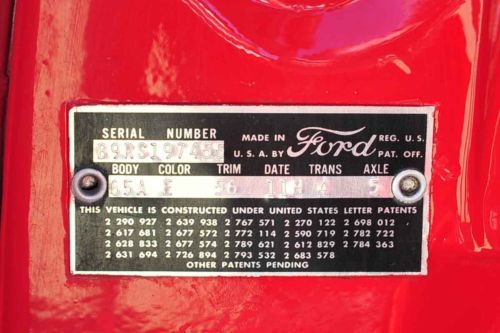 SERIAL NUMBER MADE IN Ford REG. U.S.
U.S.A. BY PAT. OFF.
BODY COLOR TRIM DATE TRANS AXLE
E 56 4 5
THIS VEHICLE IS CONSTRUCTED UNDER UNITED STATES LETTER PATENTS
2 290 927 2 639 938 2 767 571 2 270 122 2 698 012
2 617 681 2 677 572 2 772 114 2 590 719 2 782 722
2 628 833 2 677 574 2 789 621 2 612 829 2 784 363
2 631 694 2 726 894 2 793 532 2 683 578
OTHER PATENTS PENDING